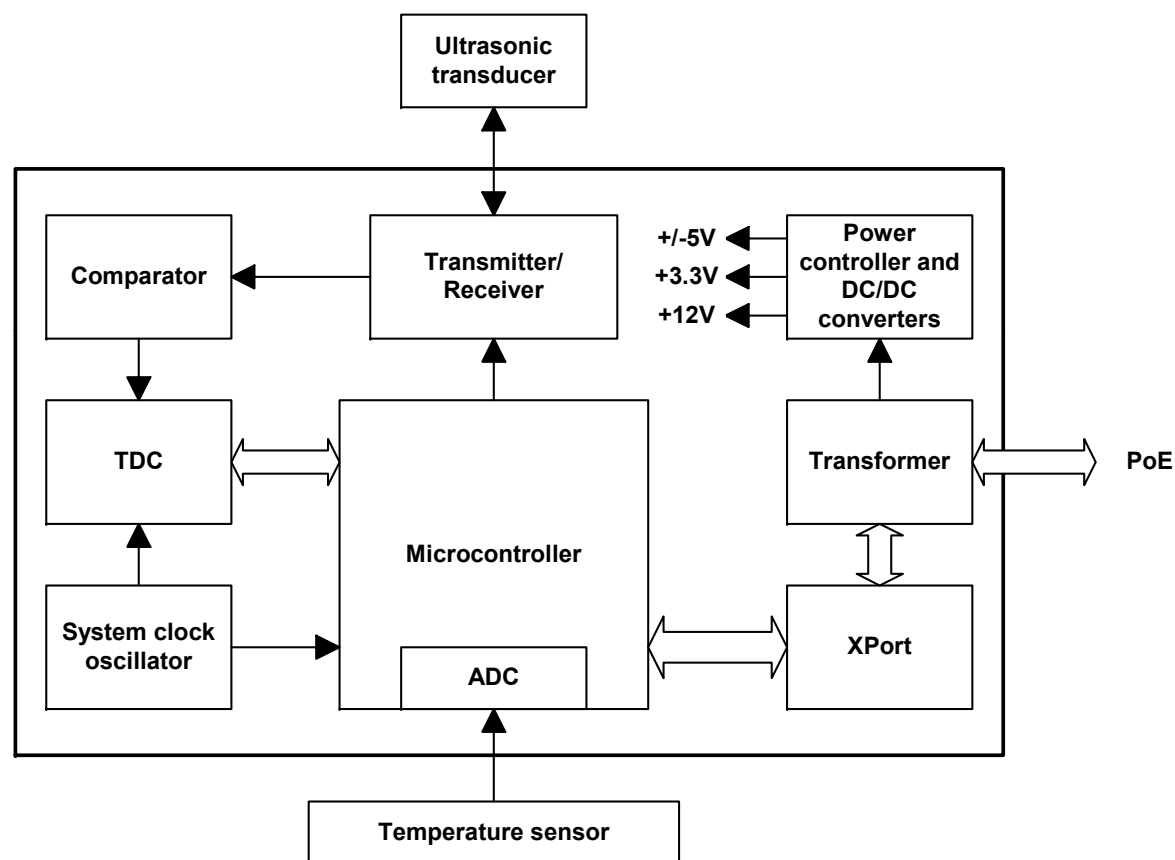 Ultrasonic
transducer
Comparator
Transmitter/
Receiver
+/-5V
+3.3V
+12V
Power
controller and
DC/DC
converters
TDC
Microcontroller
Transformer
PoE
System clock
oscillator
ADC
XPort
Temperature sensor